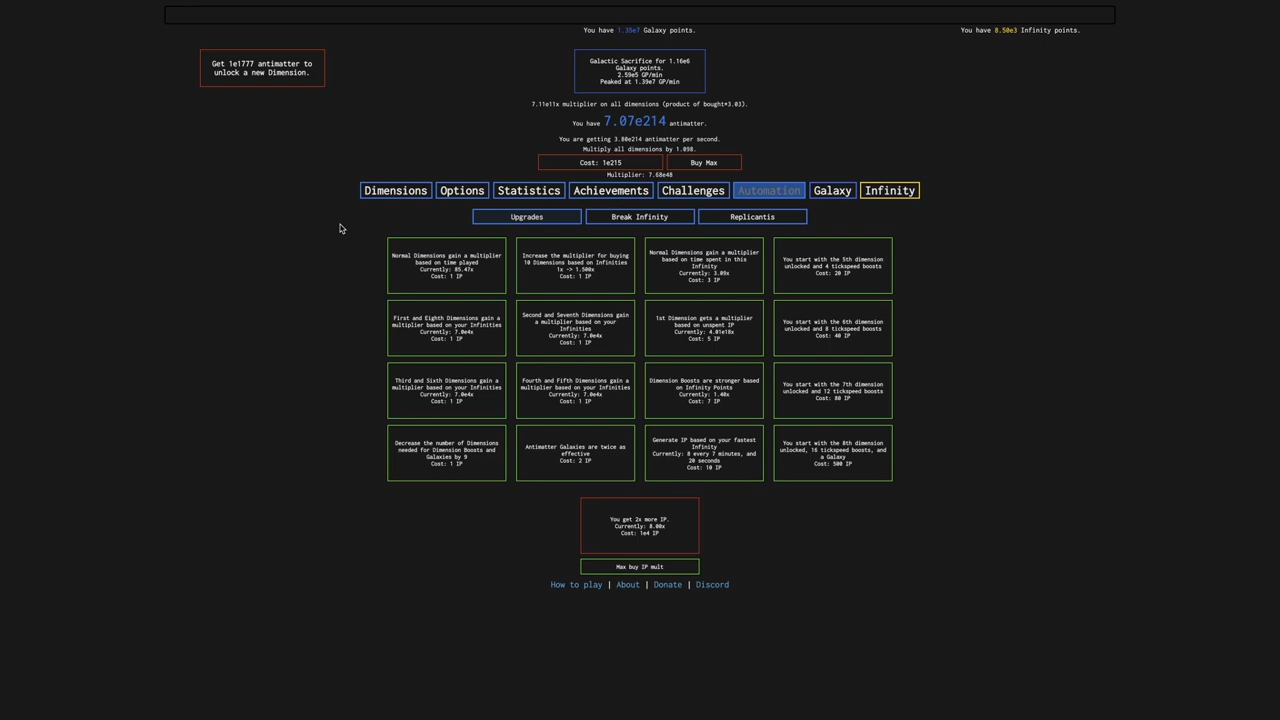 You have 1.35e7 Galaxy points.
You have 8.50e3 Infinity points.
Get 1e1777 antimatter to
unlock a new Dimension.
Galactic Sacrifice for 1.16e6
Galaxy points.
2.59e5 GP/min
Peaked at 1.39e7 GP/min
7.11e11x multiplier on all dimensions (product of bought*3.03).
You have 7.07e214 antimatter.
You are getting 3.80e214 antimatter per second.
Multiply all dimensions by 1.098.
Cost: 1e215
Buy Max
Multiplier: 7.68e48
Dimensions
Options
Statistics
Achievements
Challenges
Automation
Galaxy
Infinity
Upgrades
Break Infinity
Replicantis
Normal Dimensions gain a multiplier
based on time played
Currently: 85.47x
Cost: 1 IP
Increase the multiplier for buying
10 Dimensions based on Infinities
1x -> 1.500x
Cost: 1 IP
Normal Dimensions gain a multiplier
based on time spent in this
Infinity
Currently: 3.09x
Cost: 3 IP
You start with the 5th dimension
unlocked and 4 tickspeed boosts
Cost: 20 IP
First and Eighth Dimensions gain a
multiplier based on your Infinities
Currently: 7.0e4x
Cost: 1 IP
Second and Seventh Dimensions gain
a multiplier based on your
Infinities
Currently: 7.0e4x
Cost: 1 IP
1st Dimension gets a multiplier
based on unspent IP
Currently: 4.01e18x
Cost: 5 IP
You start with the 6th dimension
unlocked and 8 tickspeed boosts
Cost: 40 IP
Third and Sixth Dimensions gain a
multiplier based on your Infinities
Currently: 7.0e4x
Cost: 1 IP
Fourth and Fifth Dimensions gain a
multiplier based on your Infinities
Currently: 7.0e4x
Cost: 1 IP
Dimension Boosts are stronger based
on Infinity Points
Currently: 1.40x
Cost: 7 IP
You start with the 7th dimension
unlocked and 12 tickspeed boosts
Cost: 80 IP
Decrease the number of Dimensions
needed for Dimension Boosts and
Galaxies by 9
Cost: 1 IP
Antimatter Galaxies are twice as
effective
Cost: 2 IP
Generate IP based on your fastest
Infinity
Currently: 8 every 7 minutes, and
20 seconds
Cost: 10 IP
You start with the 8th dimension
unlocked, 16 tickspeed boosts, and
a Galaxy
Cost: 500 IP
You get 2x more IP.
Currently: 8.00x
Cost: 1e4 IP
Max buy IP mult
How to play | About | Donate | Discord